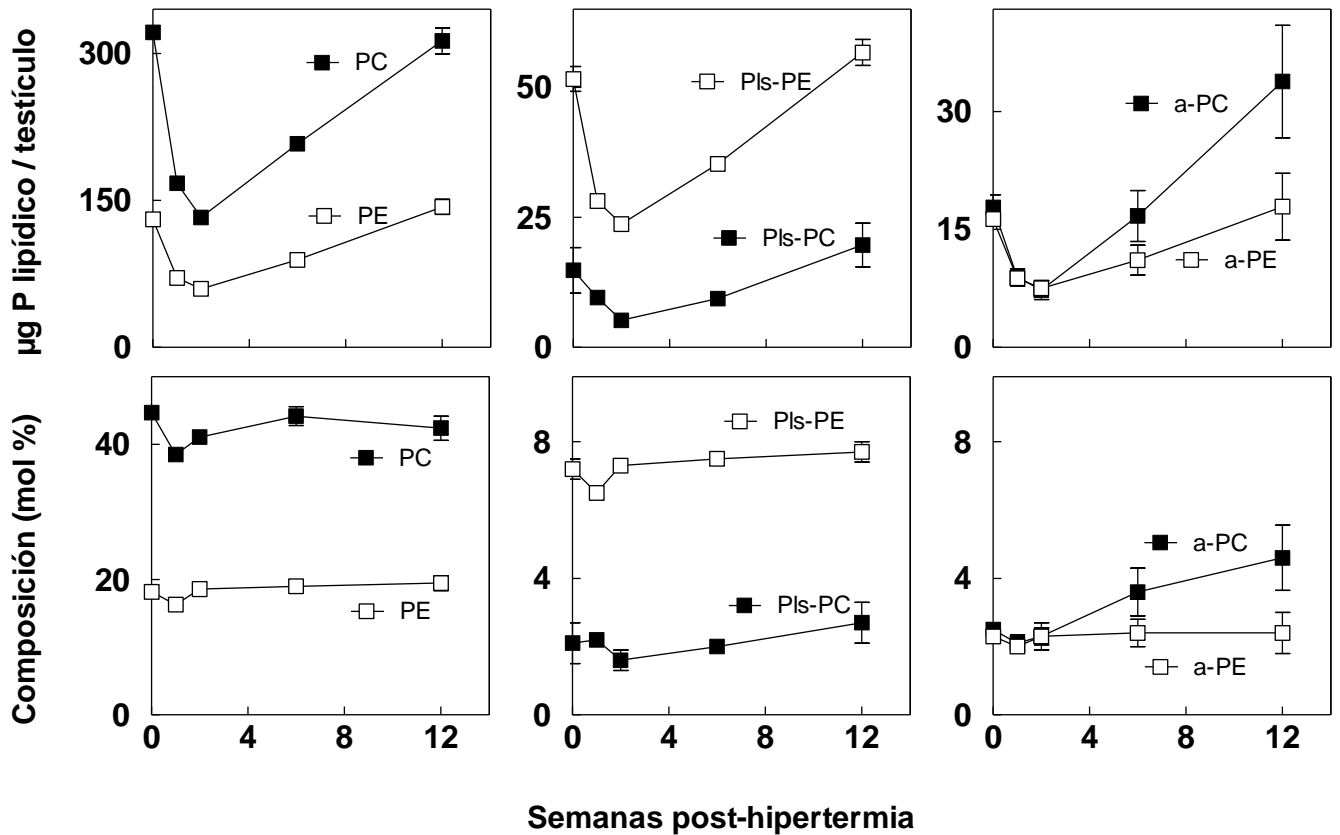 µg P lipídico / testículo
300
150
0
PC
PE
50
25
0
Pls-PE
Pls-PC
30
15
0
a-PC
a-PE
Composición (mol %)
40
20
0
PC
PE
0 4 8 12
8
4
0
Pls-PE
Pls-PC
0 4 8 12
8
4
0
a-PC
a-PE
0 4 8 12
Semanas post-hipertermia